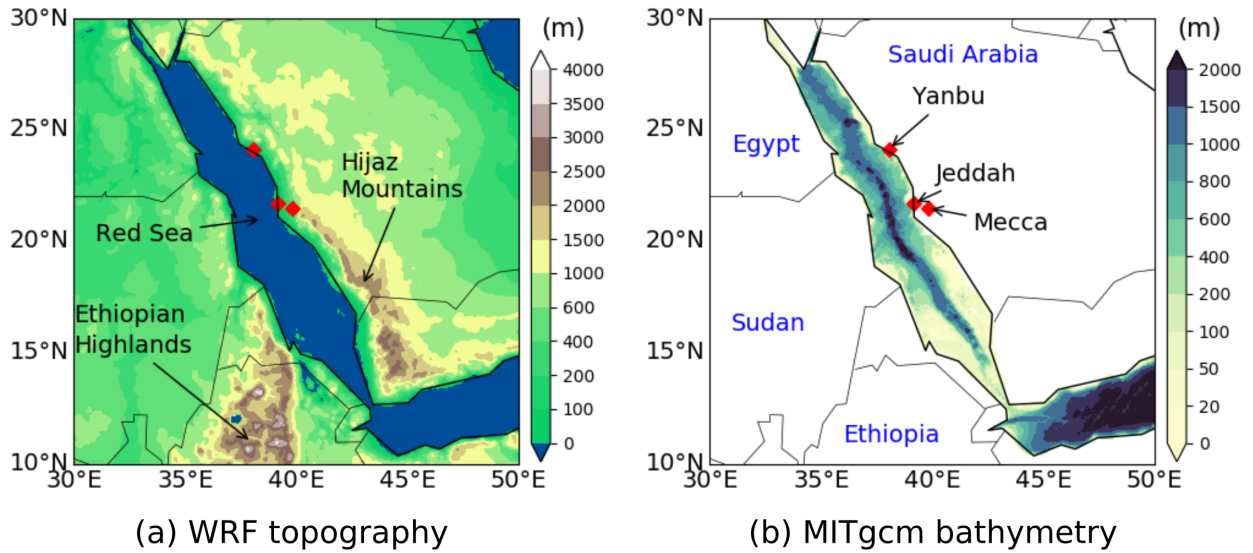 30°N
25°N
20°N
15°N
10°N
30°E
35°E
40°E
45°E
50°E
Hijaz
Mountains
Red Sea
Ethiopian
Highlands
(m)
4000
3500
3000
2500
2000
1500
1000
600
400
200
100
0
(a) WRF topography
30°N
25°N
20°N
15°N
10°N
30°E
35°E
40°E
45°E
50°E
Saudi Arabia
Yanbu
Egypt
Jeddah
Mecca
Sudan
Ethiopia
(m)
2000
1500
1000
800
600
400
200
100
50
20
0
(b) MITgcm bathymetry